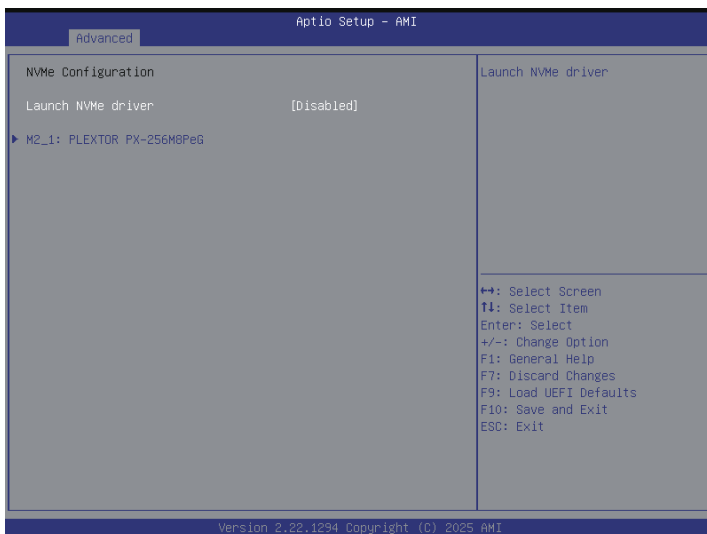 Aptio Setup - AMI
Advanced
NVMe Configuration
Launch NVMe driver [Disabled]
M2_1: PLEXTOR PX-256M8PeG
Launch NVMe driver
↔: Select Screen
↑↓: Select Item
Enter: Select
+/-: Change Option
F1: General Help
F7: Discard Changes
F9: Load UEFI Defaults
F10: Save and Exit
ESC: Exit
Version 2.22.1294 Copyright (C) 2025 AMI